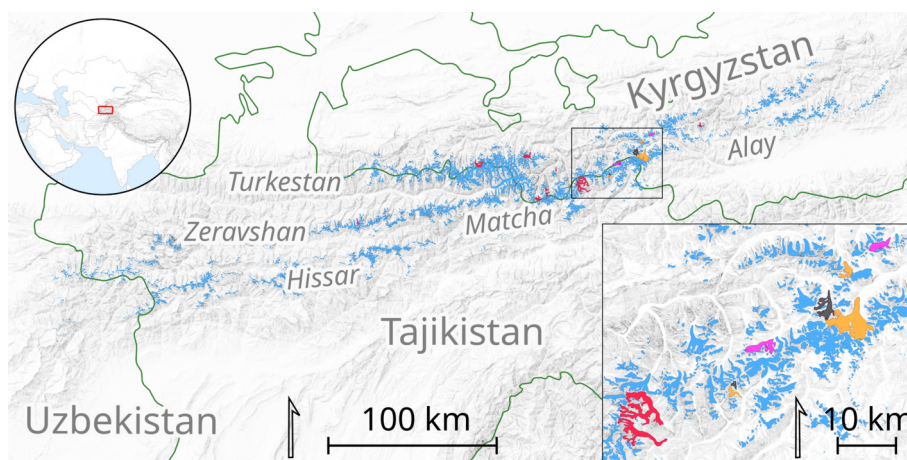 Kyrgyzstan
Alay
Turkestan
Zeravshan
Matcha
Hissar
Tajikistan
Uzbekistan
100 km
10 km